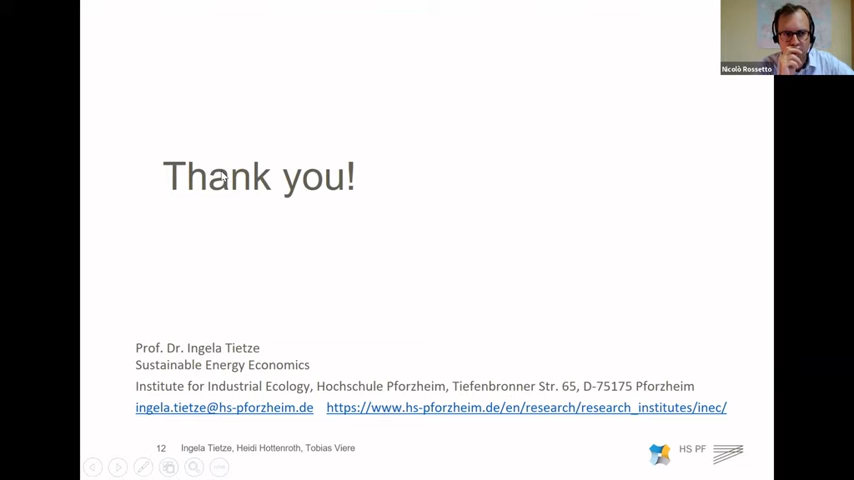 Nicolò Rossetto
Thank you!
Prof. Dr. Ingela Tietze
Sustainable Energy Economics
Institute for Industrial Ecology, Hochschule Pforzheim, Tiefenbronner Str. 65, D-75175 Pforzheim
ingela.tietze@hs-pforzheim.de https://www.hs-pforzheim.de/en/research/research_institutes/inec/
12 Ingela Tietze, Heidi Hottenroth, Tobias Viere
HS PF